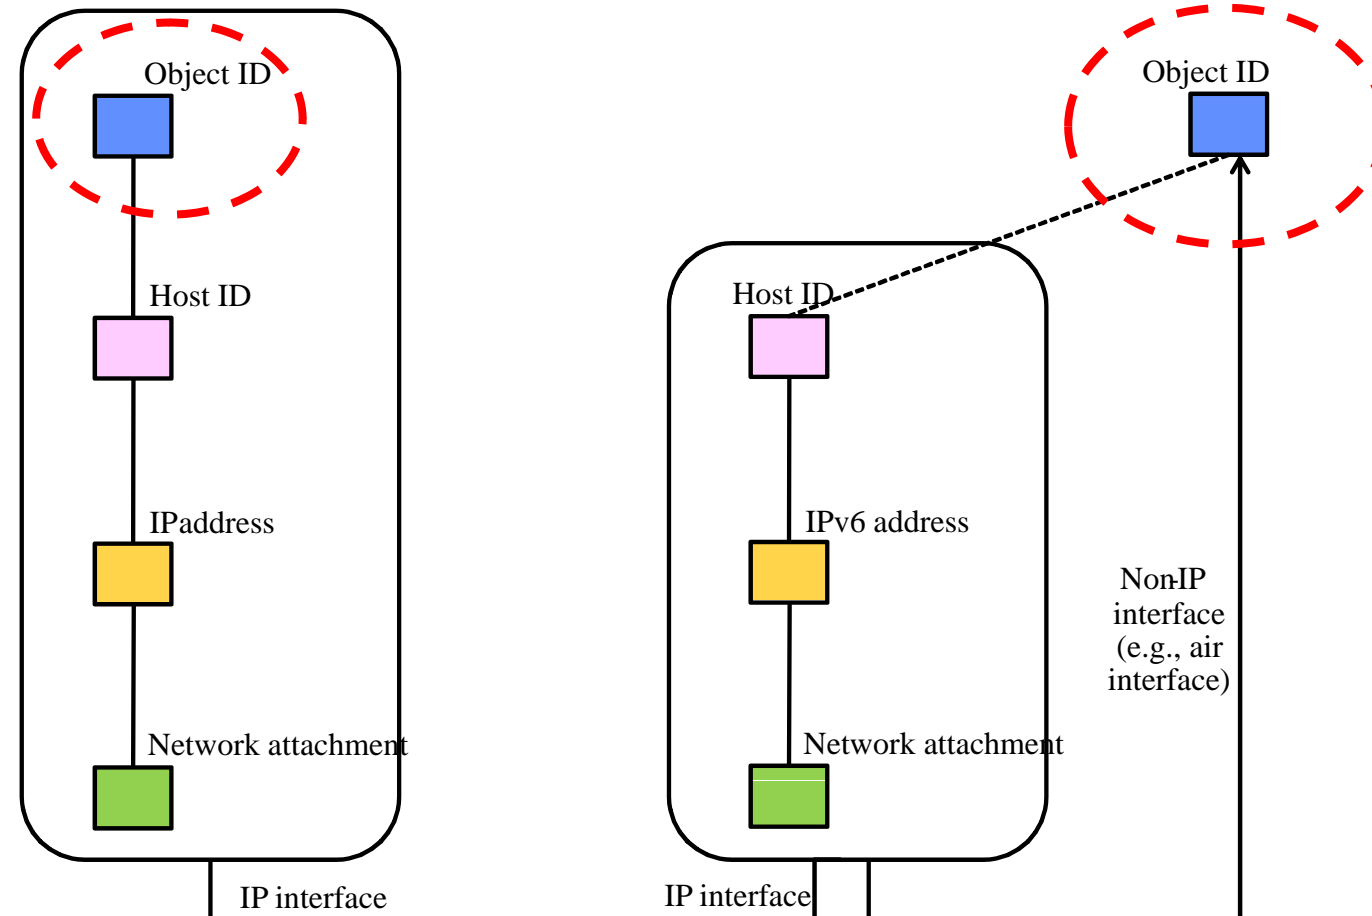 Object ID
Host ID
IPaddress
Network attachment
IP interface
Object ID
Host ID
IPv6 address
Network attachment
IP interface
Non-IP
interface
(e.g., air
interface)